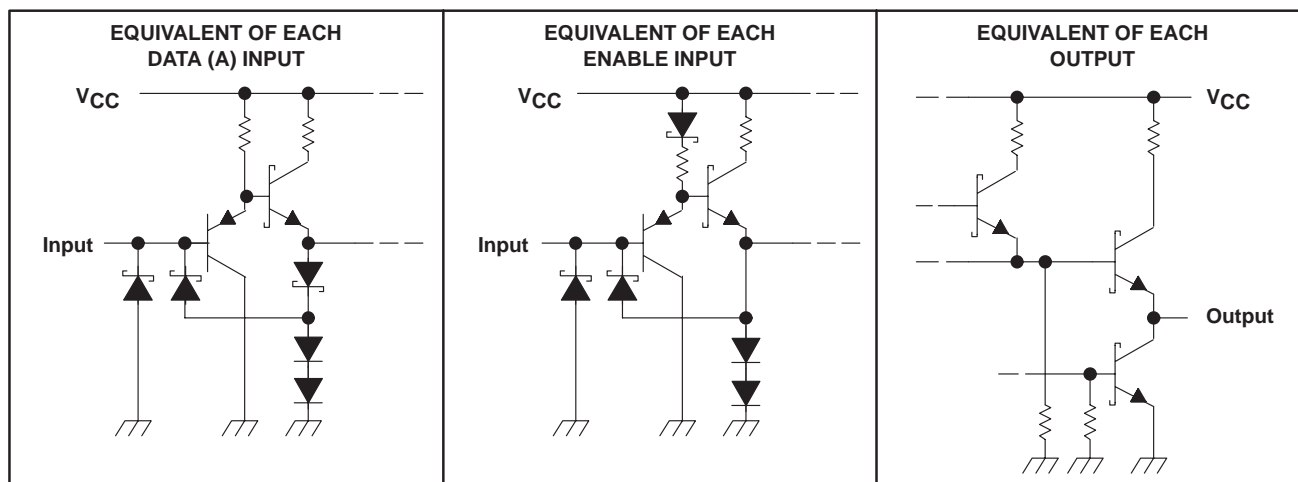 EQUIVALENT OF EACH
DATA (A) INPUT
VCC
Input
EQUIVALENT OF EACH
ENABLE INPUT
VCC
Input
EQUIVALENT OF EACH
OUTPUT
VCC
Output